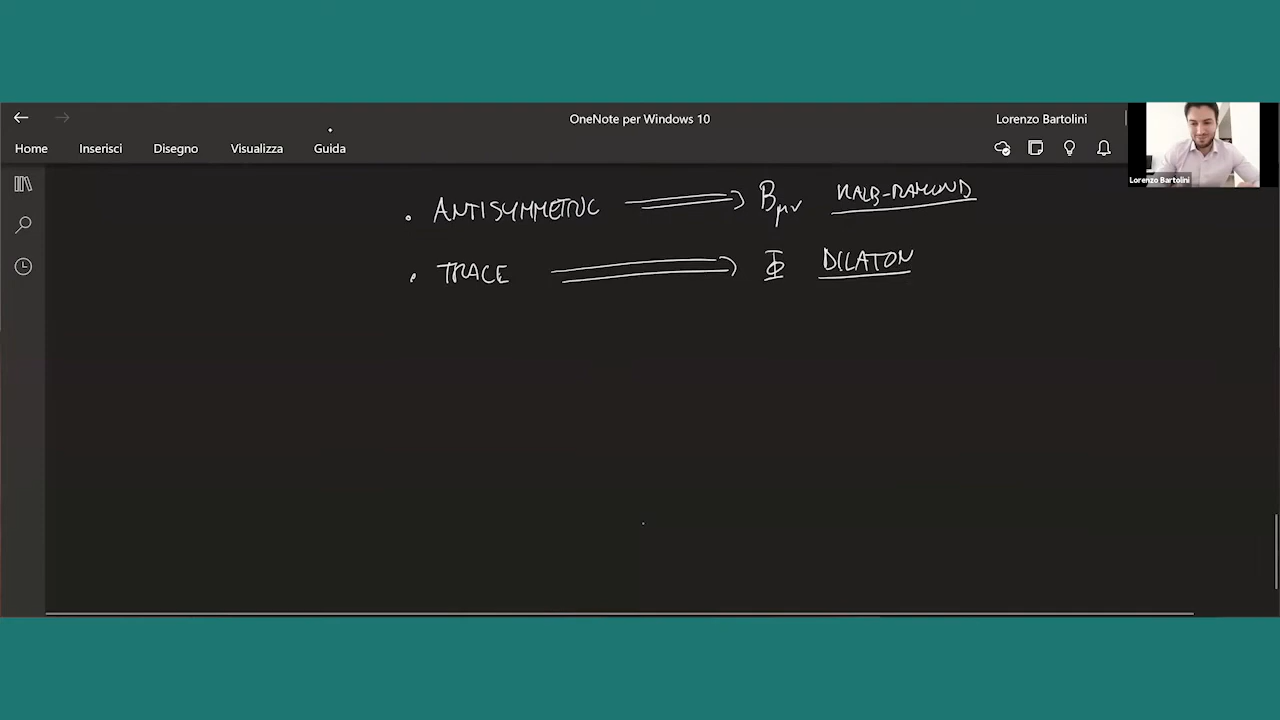 OneNote per Windows 10
Lorenzo Bartolini
Home Inserisci Disegno Visualizza Guida
Lorenzo Bartolini
• ANTISYMMETRIC ⟹ Bμν KALB-RAMOND
• TRACE ⟹ Φ DILATON